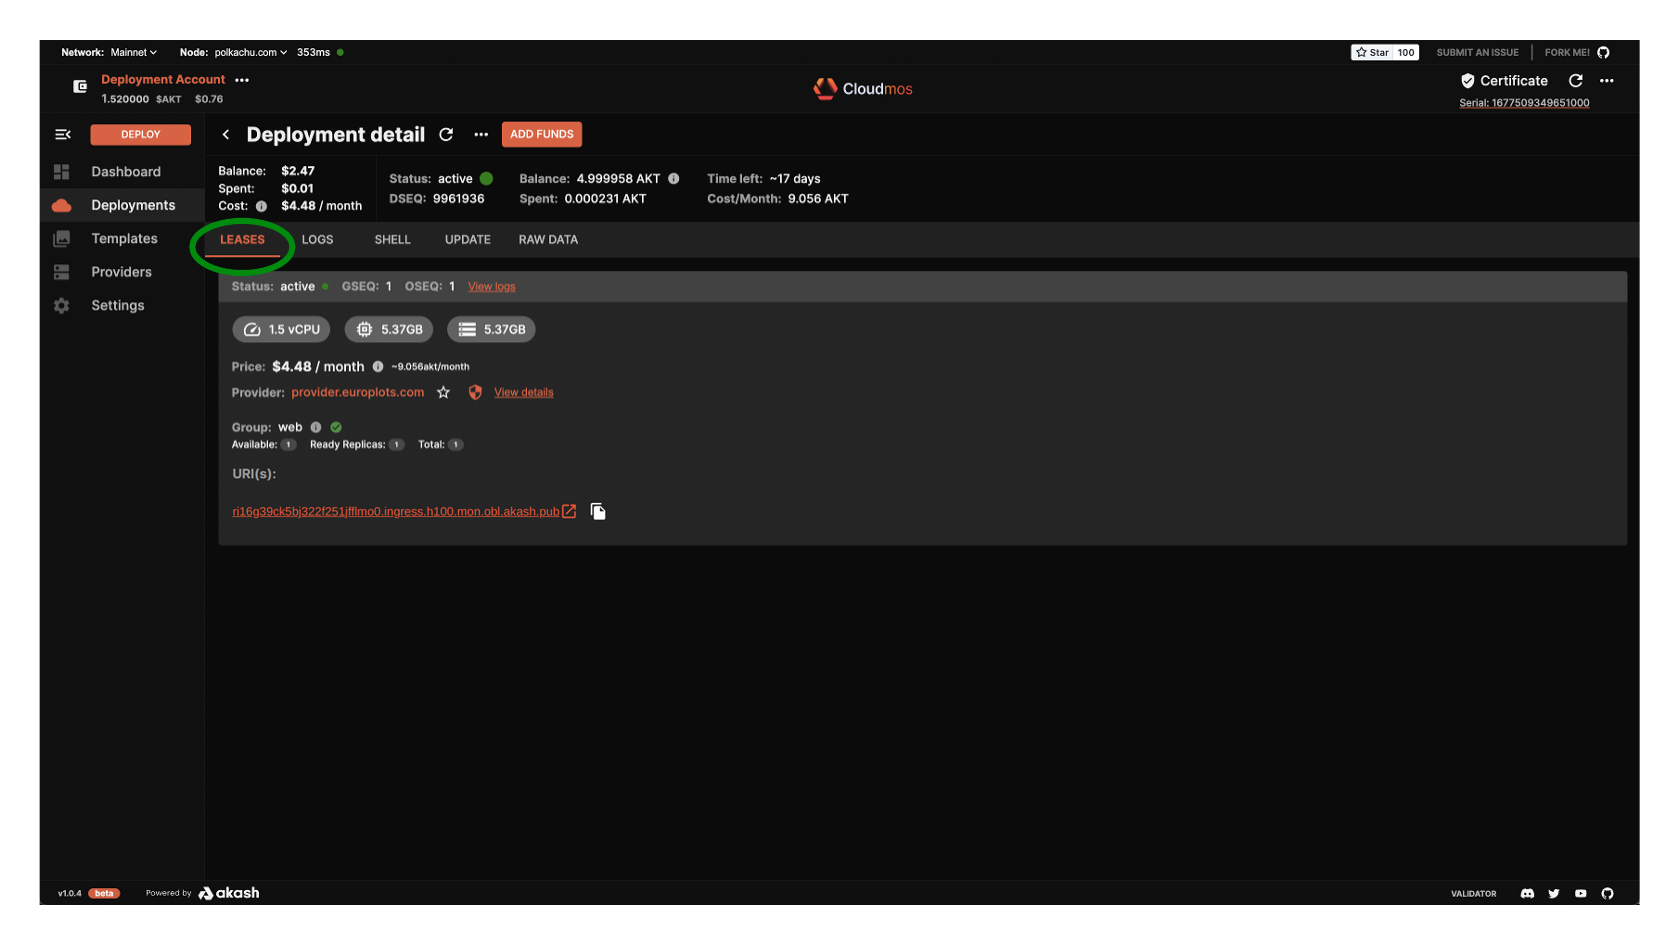 Network: Mainnet Node: polkachu.com 353ms
Star 100 SUBMIT AN ISSUE FORK ME!
Deployment Account
1.520000 $AKT $0.76
Cloudmos
Certificate
Serial: 1677509349651000
DEPLOY
Deployment detail ADD FUNDS
Dashboard
Deployments
Templates
Providers
Settings
Balance: $2.47
Spent: $0.01
Cost: $4.48 / month
Status: active
DSEQ: 9961936
Balance: 4.999958 AKT
Spent: 0.000231 AKT
Time left: ~17 days
Cost/Month: 9.056 AKT
LEASES LOGS SHELL UPDATE RAW DATA
Status: active GSEQ: 1 OSEQ: 1 View logs
1.5 vCPU 5.37GB 5.37GB
Price: $4.48 / month ~9.056akt/month
Provider: provider.europlots.com View details
Group: web
Available: 1 Ready Replicas: 1 Total: 1
URI(s):
ri16g39ck5bj322f251jfflmo0.ingress.h100.mon.obl.akash.pub
v1.0.4 beta Powered by akash
VALIDATOR